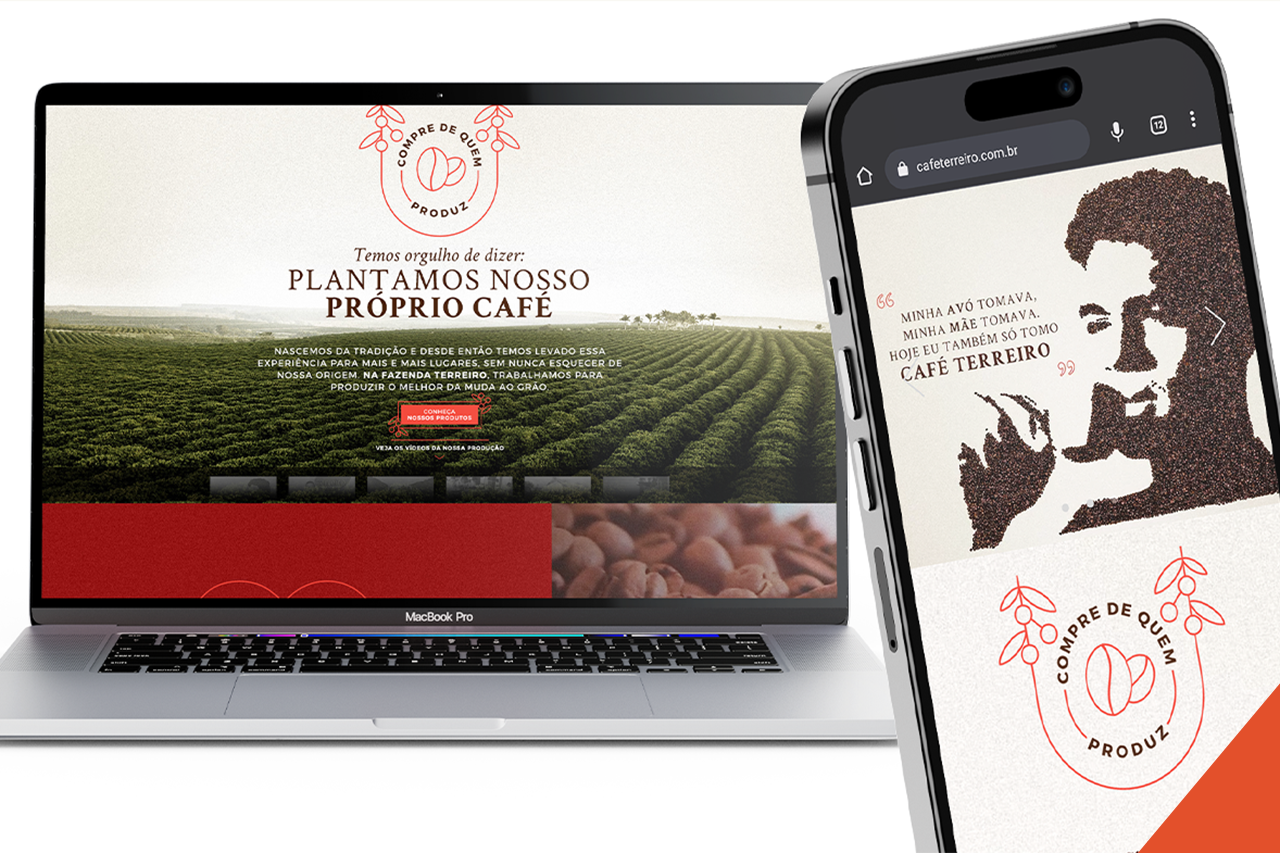 COMPRE DE QUEM
PRODUZ
Temos orgulho de dizer:
PLANTAMOS NOSSO
PRÓPRIO CAFÉ
NASCEMOS DA TRADIÇÃO E DESDE ENTÃO TEMOS LEVADO ESSA
EXPERIÊNCIA PARA MAIS E MAIS LUGARES, SEM NUNCA ESQUECER DE
NOSSA ORIGEM. NA FAZENDA TERREIRO, TRABALHAMOS PARA
PRODUZIR O MELHOR DA MUDA AO GRÃO
CONHEÇA
NOSSOS PRODUTOS
VEJA OS VÍDEOS DA NOSSA PRODUÇÃO
MacBook Pro
cafeterreiro.com.br
12
“ MINHA AVÓ TOMAVA,
MINHA MÃE TOMAVA.
HOJE EU TAMBÉM SÓ TOMO
CAFÉ TERREIRO ”
COMPRE DE QUEM
PRODUZ